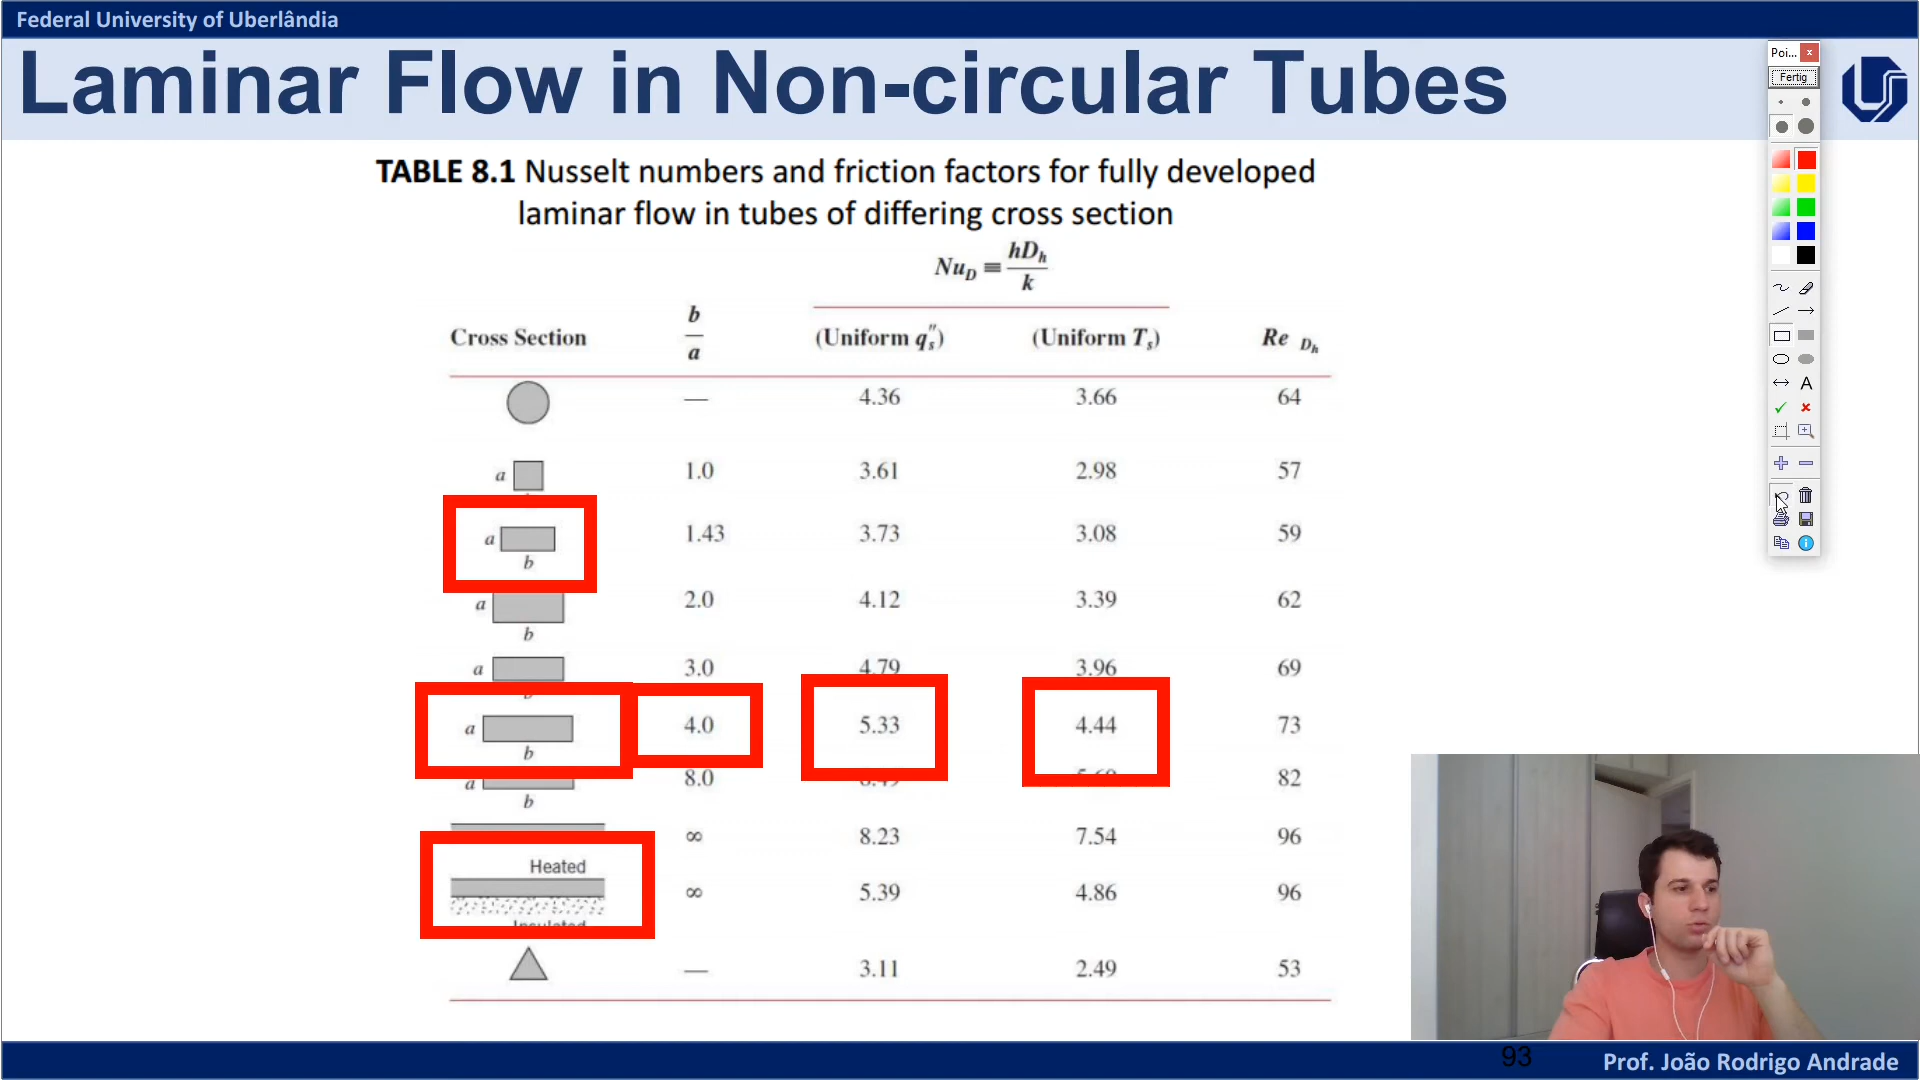 Federal University of Uberlândia
Laminar Flow in Non-circular Tubes
Poi... x
Fertig
TABLE 8.1 Nusselt numbers and friction factors for fully developed
laminar flow in tubes of differing cross section
Nu_D ≡ hD_h / k
Cross Section b/a (Uniform q_s″) (Uniform T_s) Re D_h
— 4.36 3.66 64
a 1.0 3.61 2.98 57
a b 1.43 3.73 3.08 59
a b 2.0 4.12 3.39 62
a 3.0 4.79 3.96 69
a b 4.0 5.33 4.44 73
a b 8.0 82
∞ 8.23 7.54 96
Heated
∞ 5.39 4.86 96
Insulated
— 3.11 2.49 53
A
93
Prof. João Rodrigo Andrade